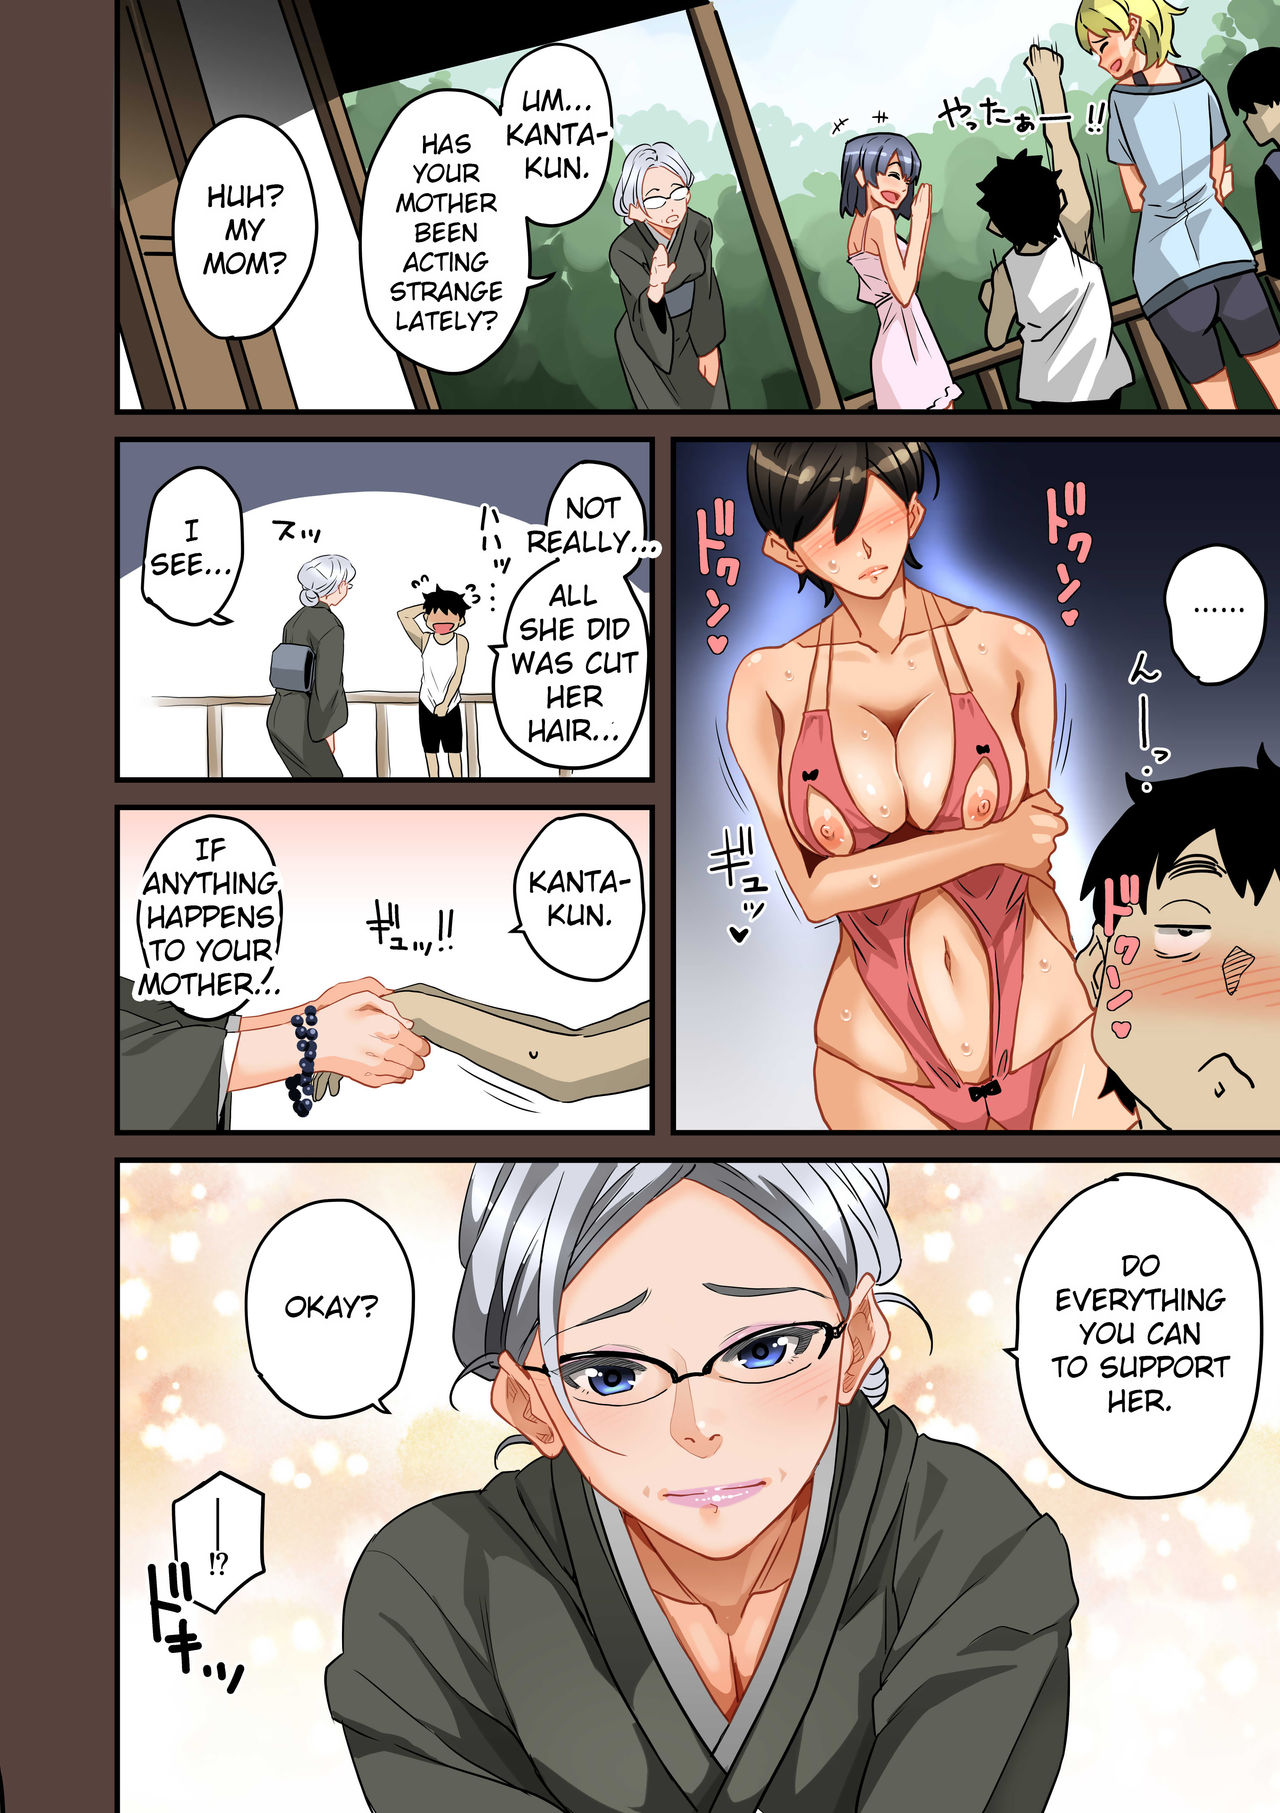 やったぁー!!
UM...
KANTA-
KUN.
HAS
YOUR
MOTHER
BEEN
ACTING
STRANGE
LATELY?
HUH?
MY
MOM?
......
んーっ...
ドクン♥
ドクン♥
ドクン♥
ギュッ♥
NOT
REALLY...
ハハッ...
ALL
SHE DID
WAS CUT
HER
HAIR...
スッ
I
SEE...
KANTA-
KUN.
ギュッ!!
IF
ANYTHING
HAPPENS
TO YOUR
MOTHER...
DO
EVERYTHING
YOU CAN
TO SUPPORT
HER.
OKAY?
ー!?
ドキッ